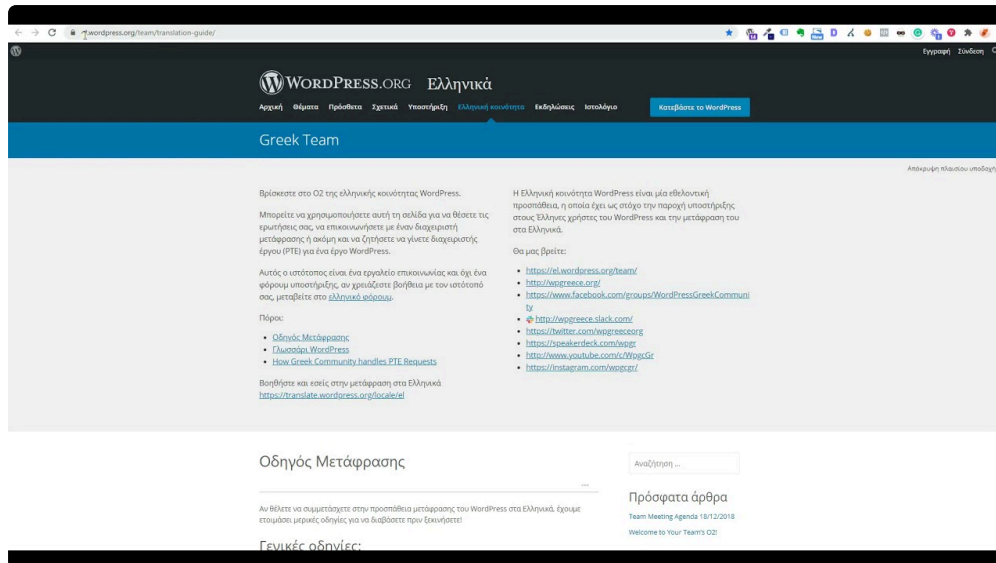 wordpress.org/team/translation-guide/
Εγγραφή Σύνδεση
WORDPRESS.ORG Ελληνικά
Αρχική Θέματα Πρόσθετα Σχετικά Υποστήριξη Ελληνική κοινότητα Εκδηλώσεις Ιστολόγιο Κατεβάστε το WordPress
Greek Team
Απόκρυψη πλαισίου υποδοχής
Βρίσκεστε στο O2 της ελληνικής κοινότητας WordPress.
Μπορείτε να χρησιμοποιήσετε αυτή τη σελίδα για να θέσετε τις
ερωτήσεις σας, να επικοινωνήσετε με έναν διαχειριστή
μετάφρασης ή ακόμη και να ζητήσετε να γίνετε διαχειριστής
έργου (PTE) για ένα έργο WordPress.
Αυτός ο ιστότοπος είναι ένα εργαλείο επικοινωνίας και όχι ένα
φόρουμ υποστήριξης, αν χρειάζεστε βοήθεια με τον ιστότοπό
σας, μεταβείτε στο ελληνικό φόρουμ.
Πόροι:
Οδηγός Μετάφρασης
Γλωσσάρι WordPress
How Greek Community handles PTE Requests
Βοηθήστε και εσείς στην μετάφραση στα Ελληνικά
https://translate.wordpress.org/locale/el
Η Ελληνική κοινότητα WordPress είναι μία εθελοντική
προσπάθεια, η οποία έχει ως στόχο την παροχή υποστήριξης
στους Έλληνες χρήστες του WordPress και την μετάφραση του
στα Ελληνικά.
Θα μας βρείτε:
https://el.wordpress.org/team/
http://wpgreece.org/
https://www.facebook.com/groups/WordPressGreekCommuni
ty
http://wpgreece.slack.com/
https://twitter.com/wpgreeceorg
https://speakerdeck.com/wpgr
http://www.youtube.com/c/WpgcGr
https://instagram.com/wpgcgr/
Οδηγός Μετάφρασης
Αν θέλετε να συμμετάσχετε στην προσπάθεια μετάφρασης του WordPress στα Ελληνικά, έχουμε
ετοιμάσει μερικές οδηγίες για να διαβάσετε πριν ξεκινήσετε!
Γενικές οδηγίες:
Αναζήτηση ...
Πρόσφατα άρθρα
Team Meeting Agenda 18/12/2018
Welcome to Your Team's O2!